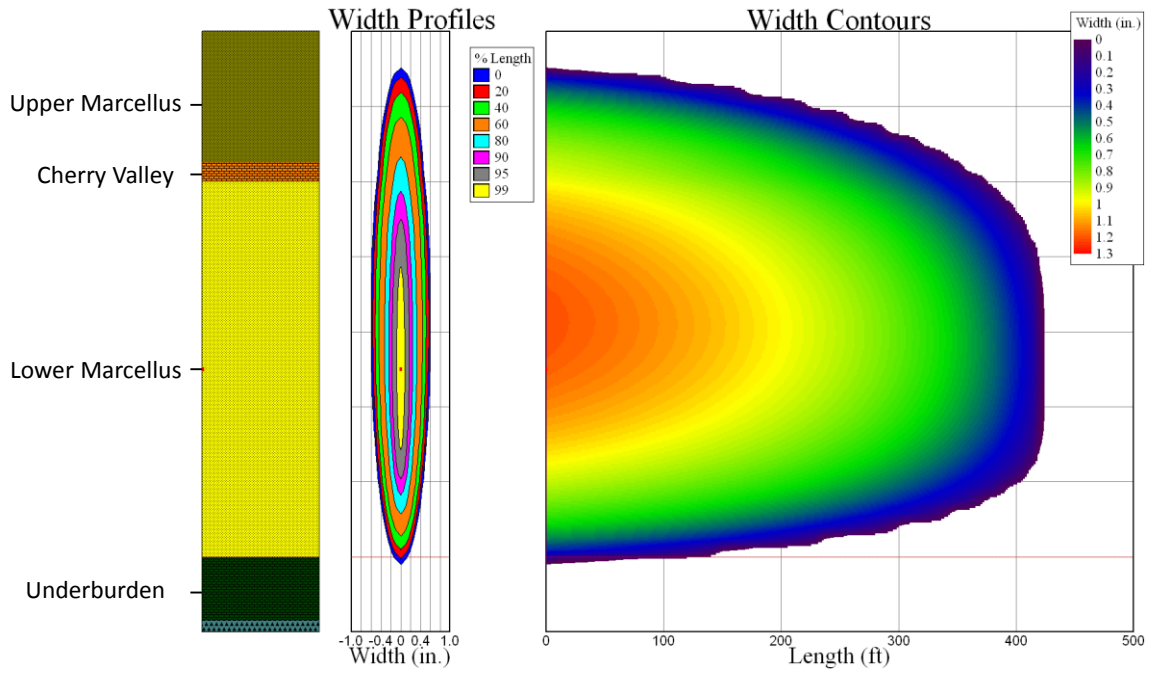 Width Profiles
Width Contours
Upper Marcellus
Cherry Valley
Lower Marcellus
Underburden
% Length
0
20
40
60
80
90
95
99
Width (in.)
0
0.1
0.2
0.3
0.4
0.5
0.6
0.7
0.8
0.9
1
1.1
1.2
1.3
-1.0 -0.4 0 0.4 1.0
Width (in.)
0 100 200 300 400 500
Length (ft)